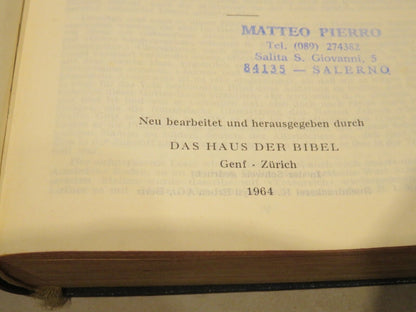 MATTEO PIERRO
Tel. (089) 274382
Salita S. Giovanni, 5
84135 — SALERNO
Neu bearbeitet und herausgegeben durch
DAS HAUS DER BIBEL
Genf - Zürich
1964